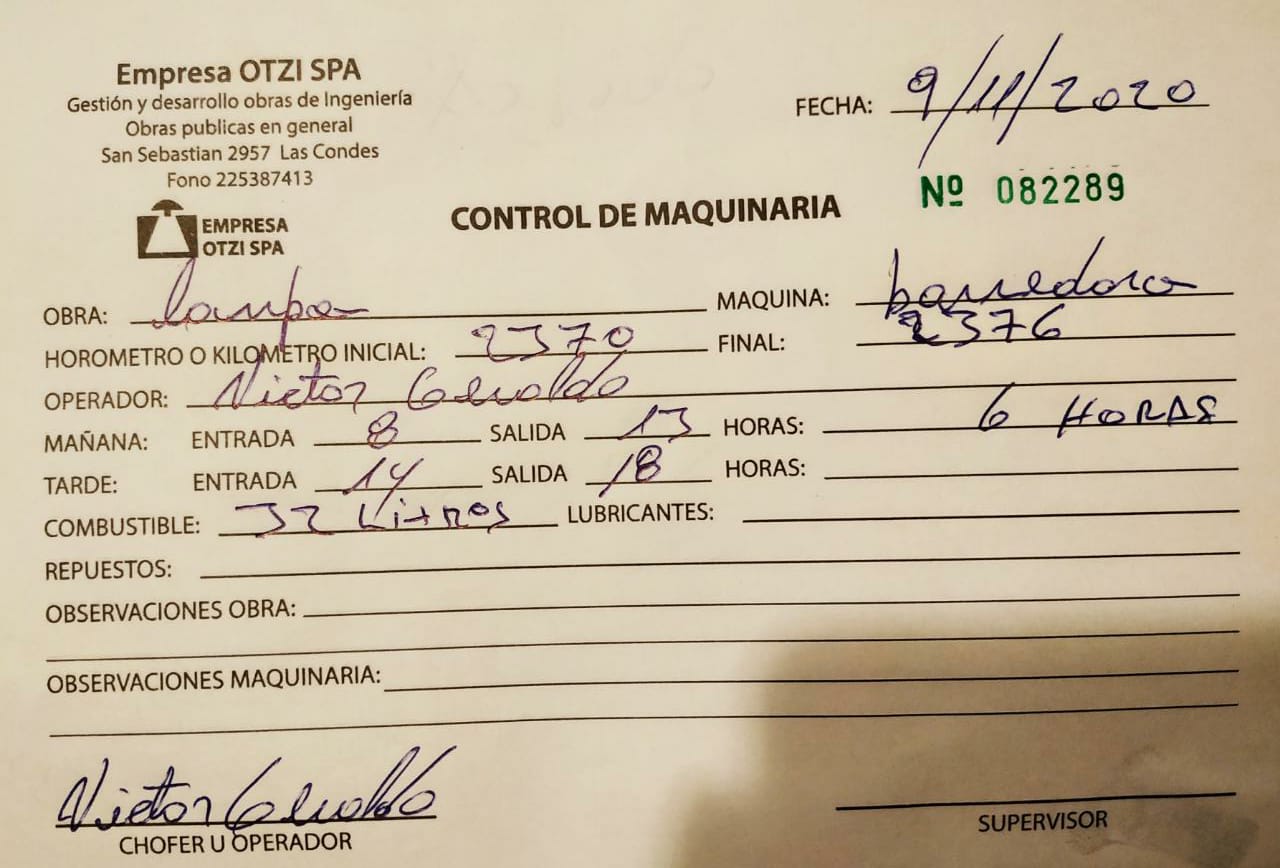 Empresa OTZI SPA
Gestión y desarrollo obras de Ingeniería
Obras publicas en general
San Sebastian 2957 Las Condes
Fono 225387413
EMPRESA
OTZI SPA
FECHA: 9/11/2020
Nº 082289
CONTROL DE MAQUINARIA
OBRA: Lampa MAQUINA: barredora
HOROMETRO O KILOMETRO INICIAL: 2370 FINAL: 2376
OPERADOR: Victor
MAÑANA: ENTRADA 8 SALIDA 13 HORAS: 6 HORAS
TARDE: ENTRADA 14 SALIDA 18 HORAS:
COMBUSTIBLE: 32 Litros LUBRICANTES:
REPUESTOS:
OBSERVACIONES OBRA:
OBSERVACIONES MAQUINARIA:
Victor
CHOFER U OPERADOR
SUPERVISOR